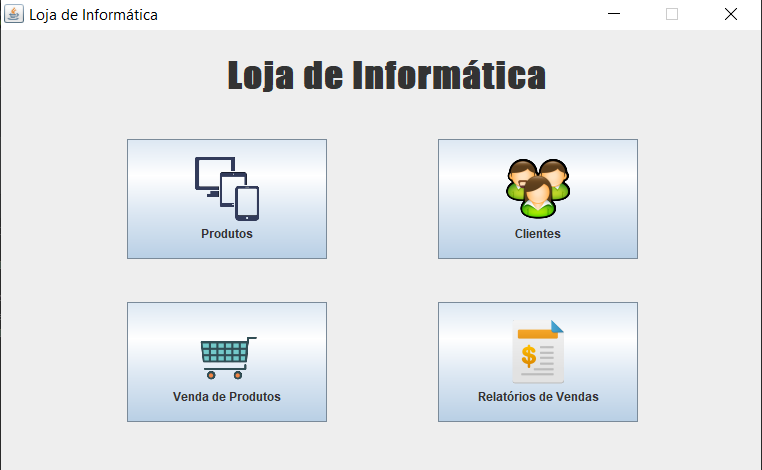 Loja de Informática
Loja de Informática
Produtos
Clientes
Venda de Produtos
Relatórios de Vendas